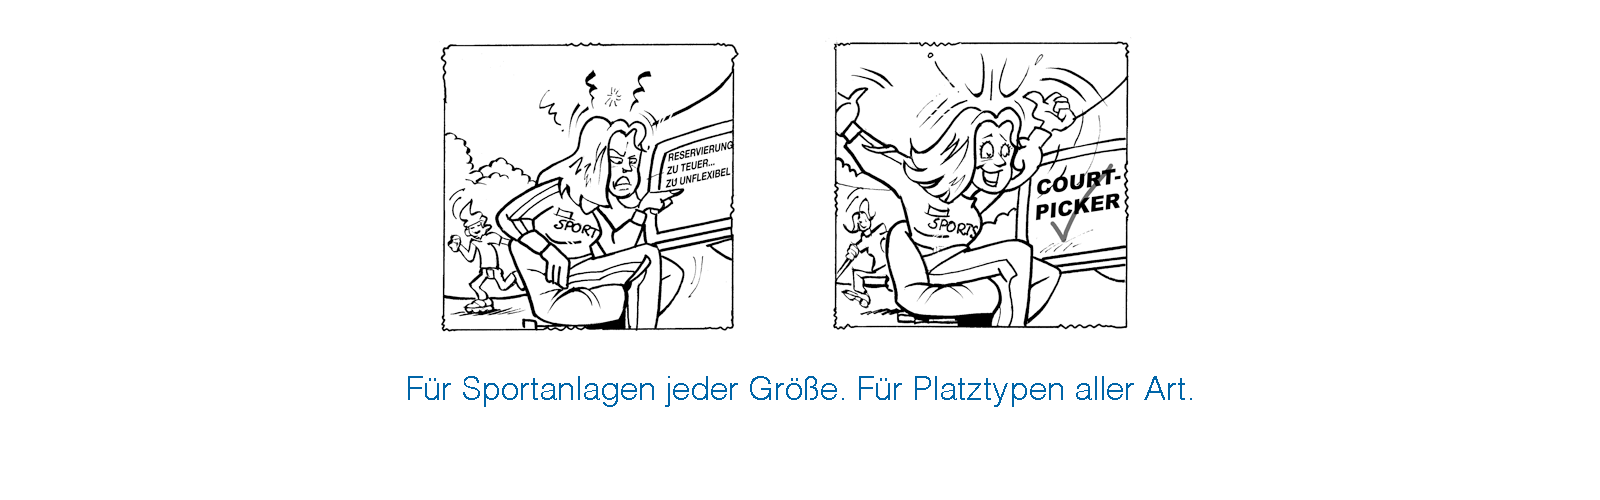 RESERVIERUNG
ZU TEUER...
ZU UNFLEXIBEL
SPORT
COURT-
PICKER
SPORTS
Für Sportanlagen jeder Größe. Für Platztypen aller Art.